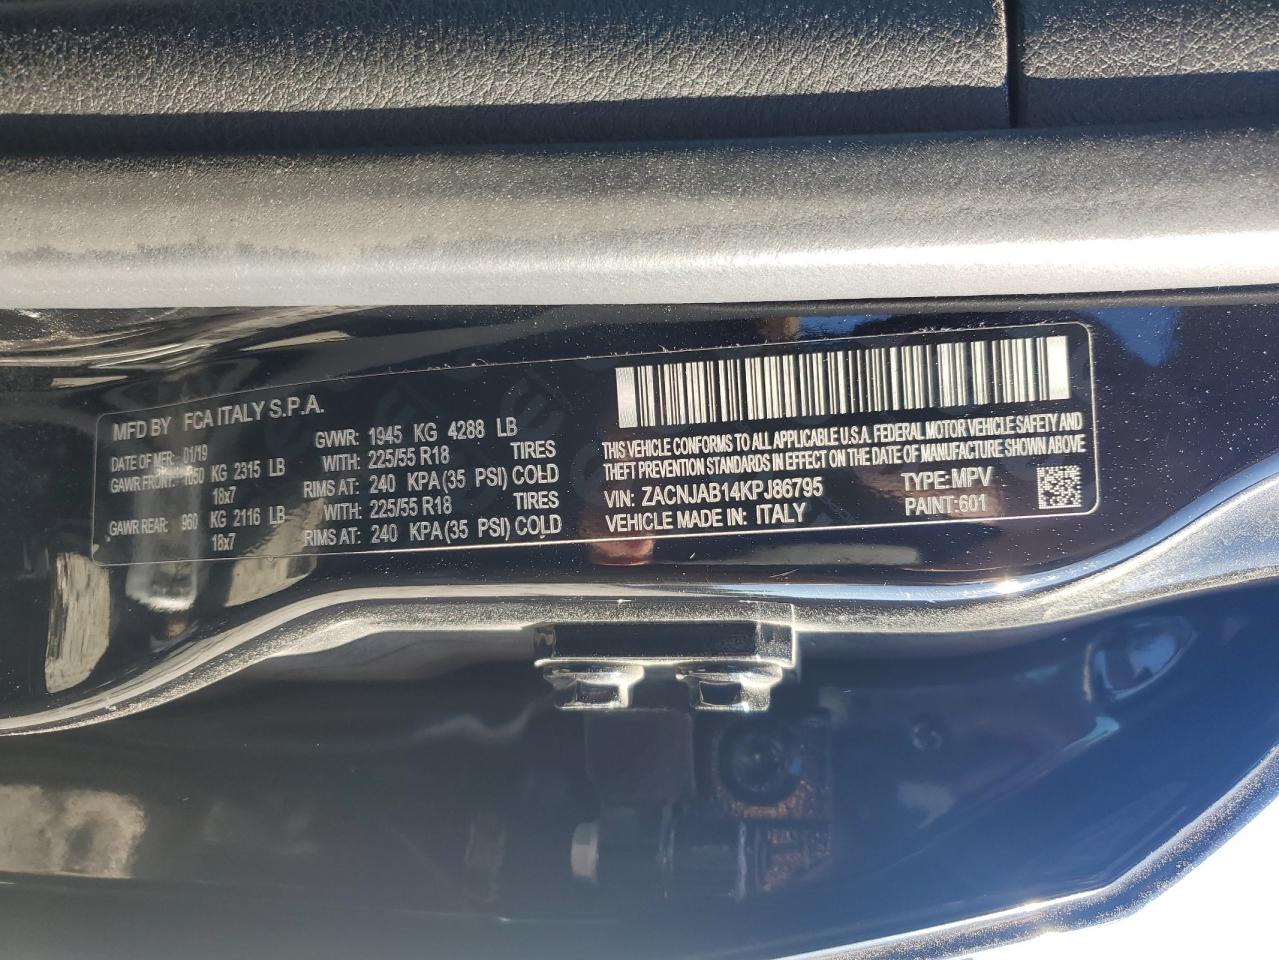 MFD BY FCA ITALY S.P.A.
DATE OF MFR: 01/19 GVWR: 1945 KG 4288 LB
GAWR FRONT: 1050 KG 2315 LB WITH: 225/55 R18 TIRES
18x7 RIMS AT: 240 KPA(35 PSI) COLD
GAWR REAR: 960 KG 2116 LB WITH: 225/55 R18 TIRES
18x7 RIMS AT: 240 KPA(35 PSI) COLD
THIS VEHICLE CONFORMS TO ALL APPLICABLE U.S.A. FEDERAL MOTOR VEHICLE SAFETY AND
THEFT PREVENTION STANDARDS IN EFFECT ON THE DATE OF MANUFACTURE SHOWN ABOVE
VIN: ZACNJAB14KPJ86795 TYPE: MPV
VEHICLE MADE IN: ITALY PAINT: 601